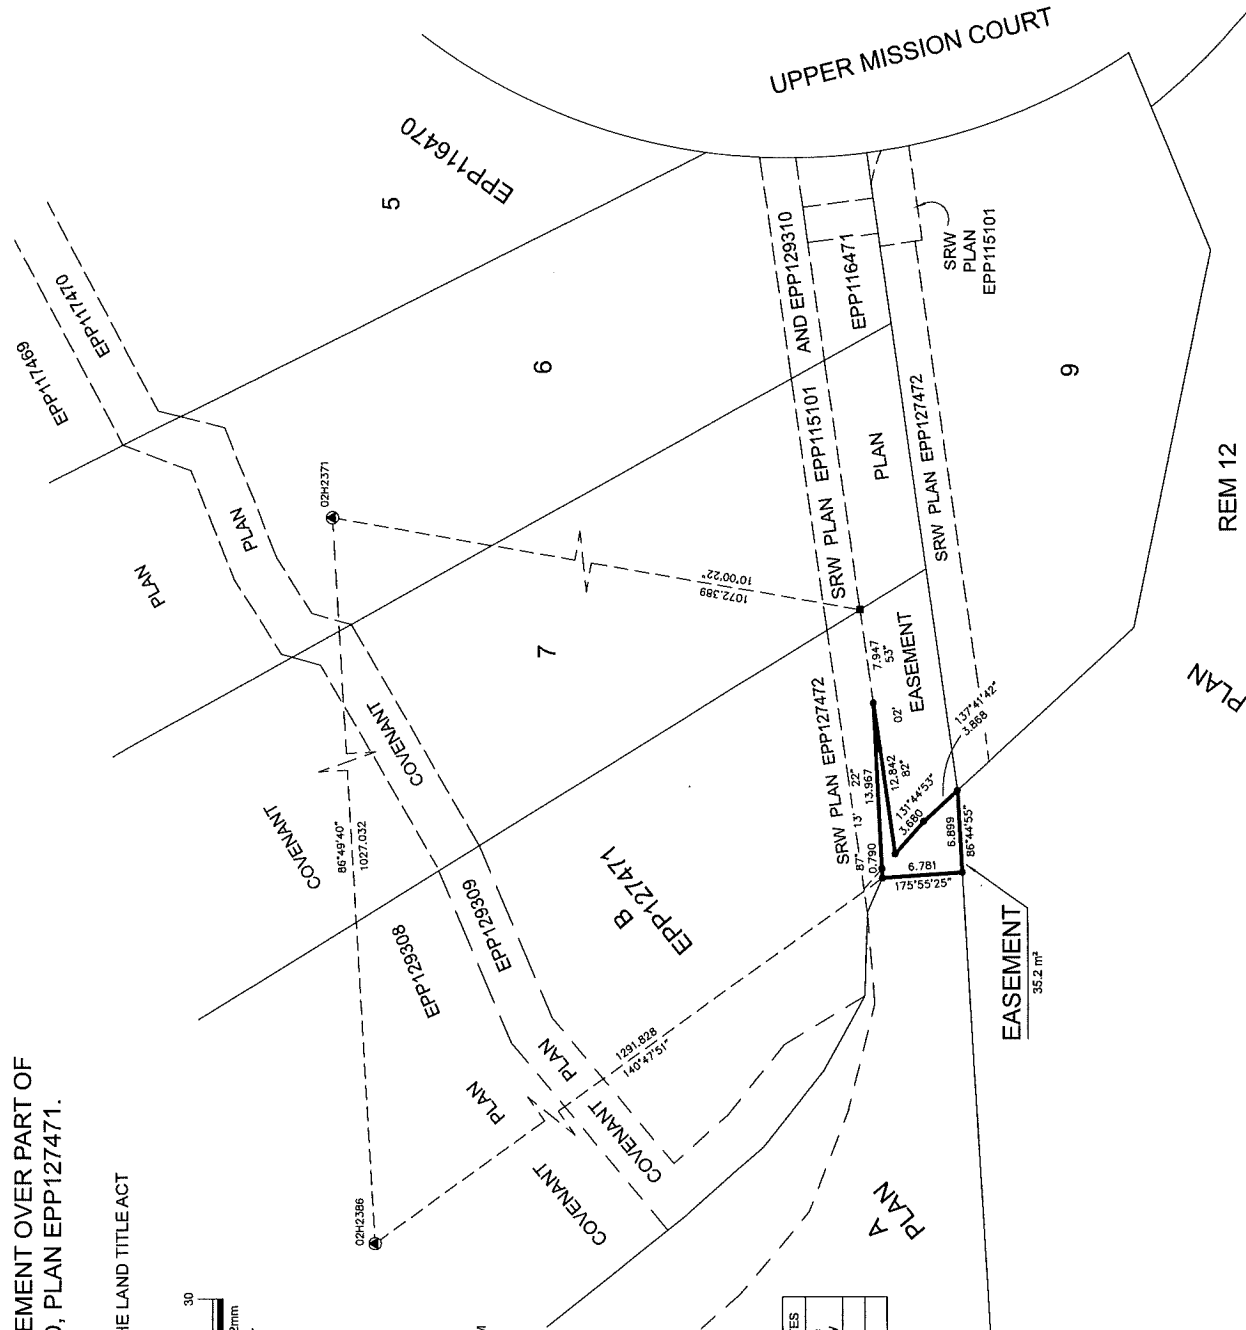 EMENT OVER PART OF
, PLAN EPP127471.
HE LAND TITLE ACT
30
2mm
UPPER MISSION COURT
5
EPP116470
EPP117469
EPP117470
PLAN
PLAN
6
02H2371
10°00'22"
1072.389
7
COVENANT
COVENANT
86°49'40"
1027.032
EPP129308
EPP129309
PLAN
PLAN
COVENANT
COVENANT
02H2386
B
EPP127471
1291.828
140°47'51"
SRW PLAN EPP127472
SRW PLAN EPP115101 AND EPP129310
EASEMENT
PLAN
EPP116471
SRW PLAN EPP127472
SRW
PLAN
EPP115101
9
REM 12
PLAN
7.947
53"
02'
87° 13' 22"
0.790
13.967
12.842
82°
131°44'53"
3.680
137°41'42"
3.868
6.781
175°55'25"
6.899
86°44'55"
EASEMENT
35.2 m²
A
PLAN
TES